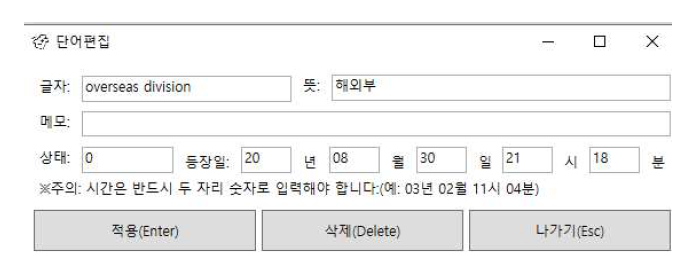 단어편집
글자: overseas division 뜻: 해외부
메모:
상태: 0 등장일: 20 년 08 월 30 일 21 시 18 분
※주의: 시간은 반드시 두 자리 숫자로 입력해야 합니다:(예: 03년 02월 11시 04분)
적용(Enter) 삭제(Delete) 나가기(Esc)